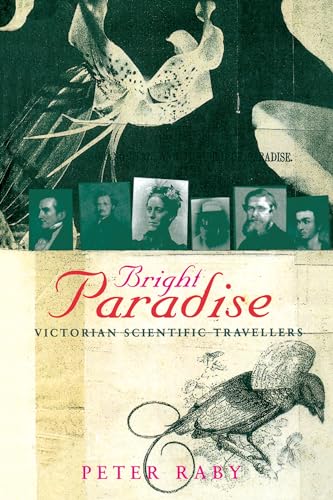 PARADISE.
Bright
Paradise
VICTORIAN SCIENTIFIC TRAVELLERS
PETER RABY